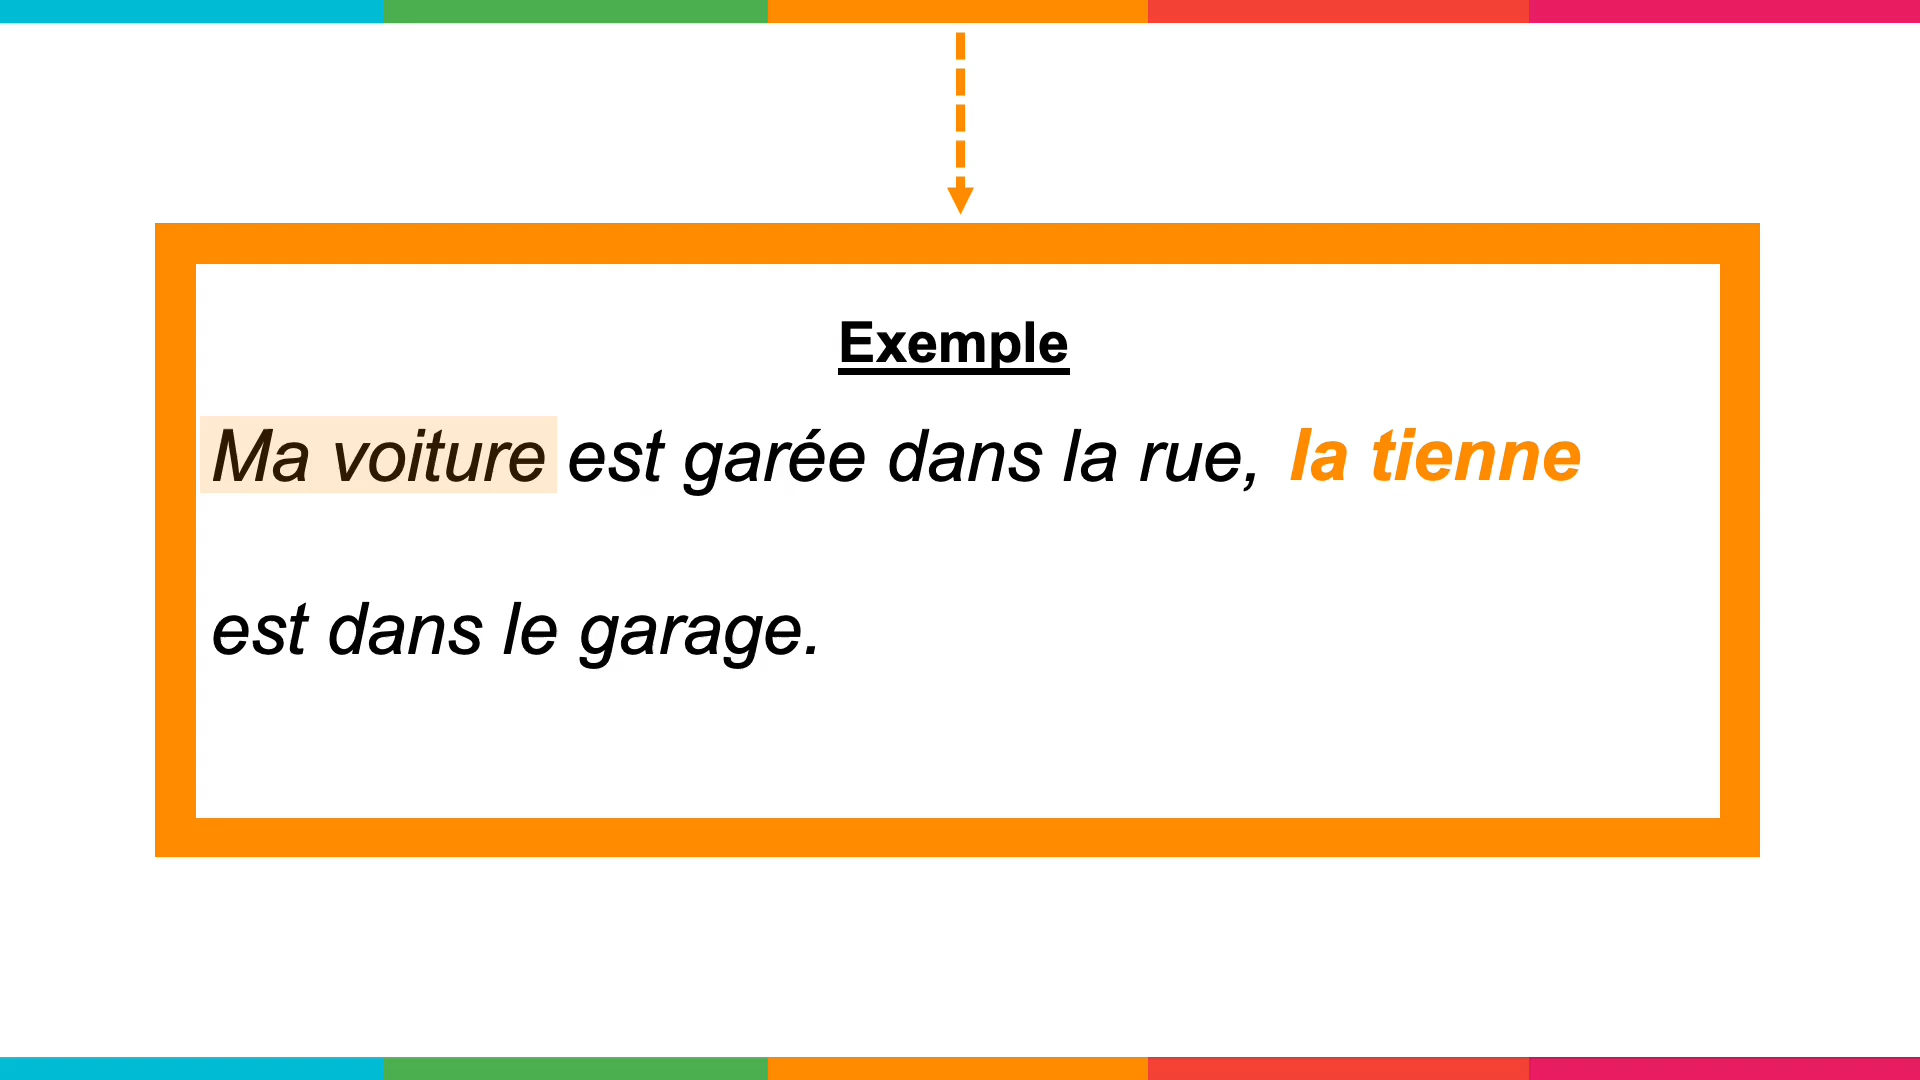 Exemple
Ma voiture est garée dans la rue, la tienne
est dans le garage.